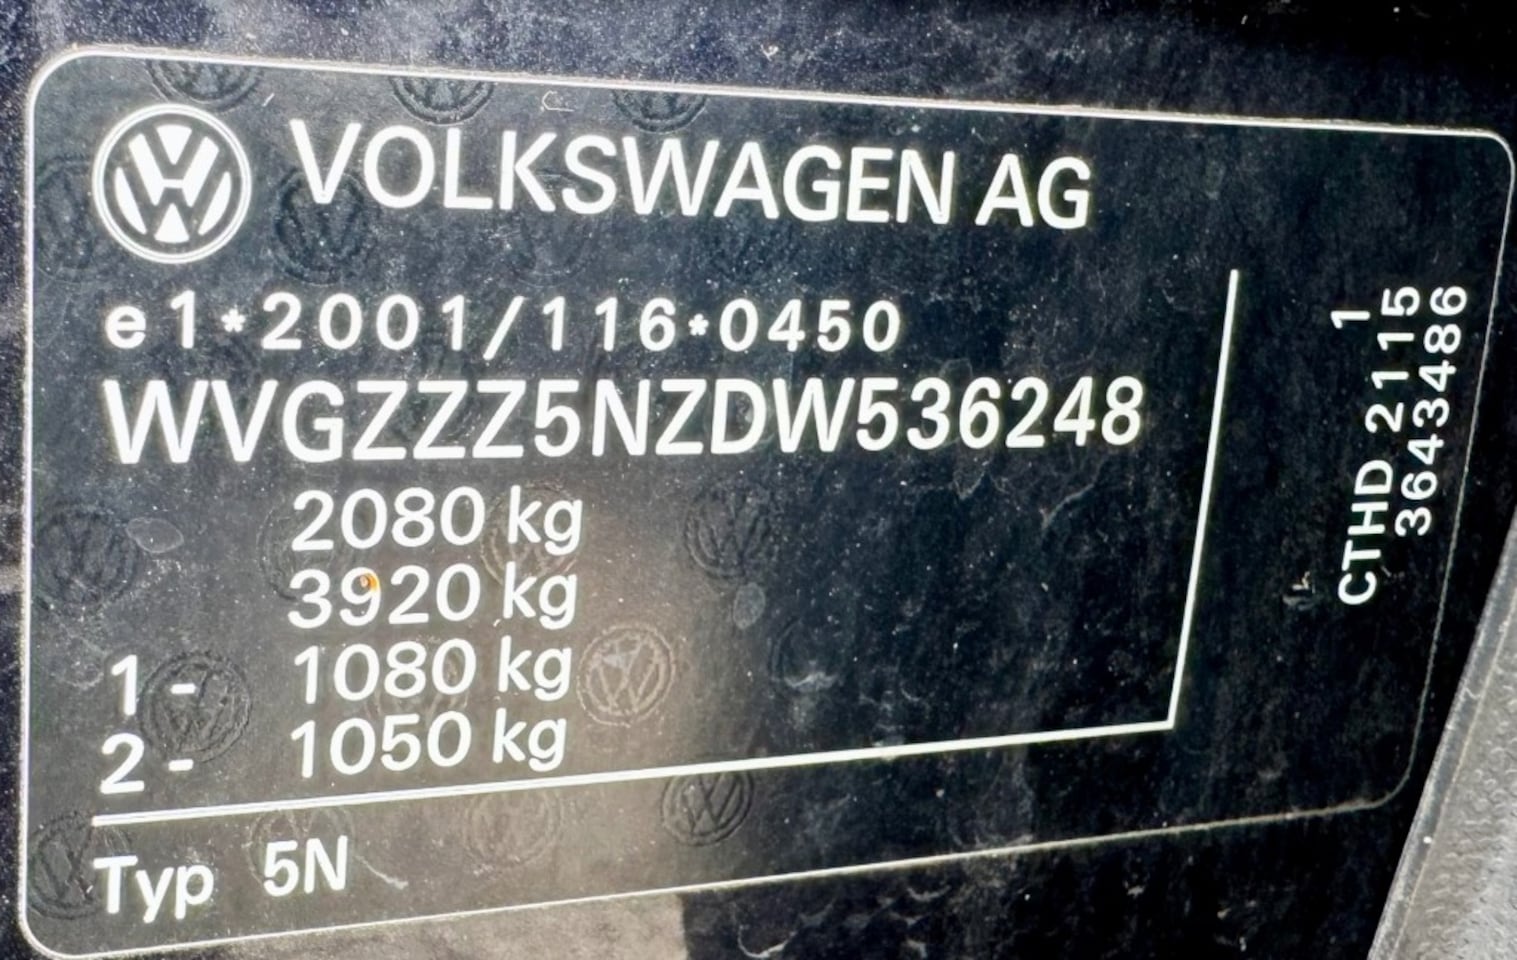 VOLKSWAGEN AG
e1*2001/116*0450
WVGZZZ5NZDW536248
2080 kg
3920 kg
1 - 1080 kg
2 - 1050 kg
Typ 5N
1
CTHD 2115
3643486